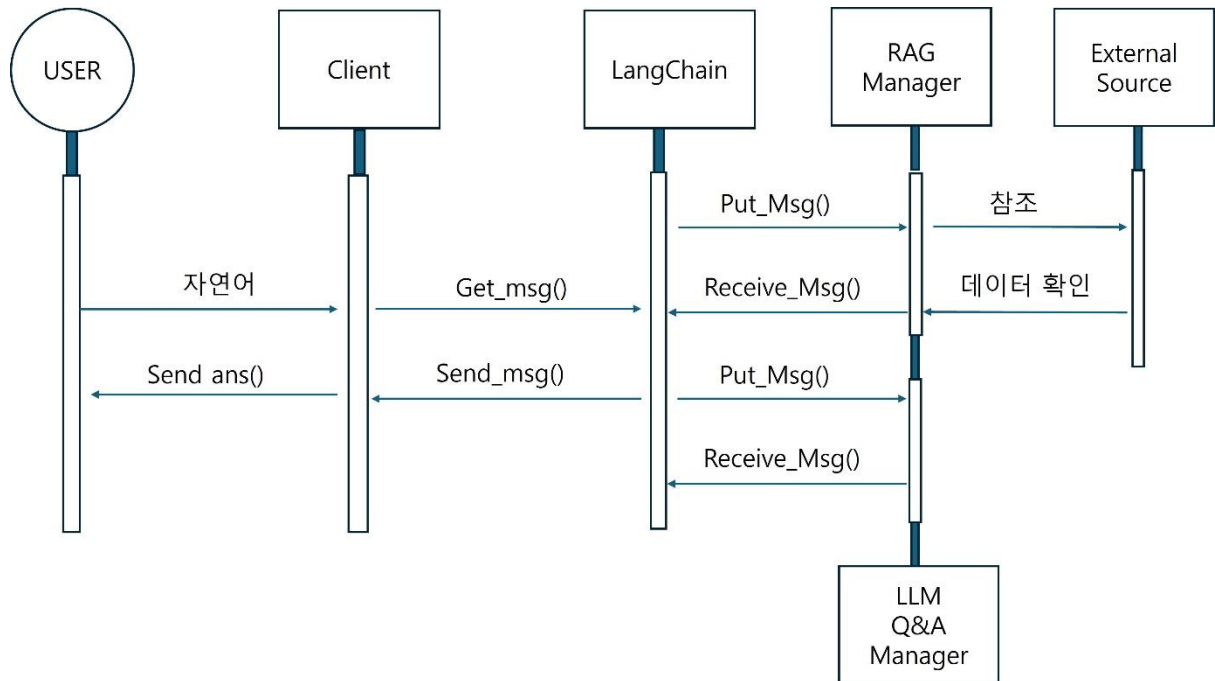 USER
Client
LangChain
RAG
Manager
External
Source
Put_Msg()
참조
자연어
Get_msg()
Receive_Msg()
데이터 확인
Send ans()
Send_msg()
Put_Msg()
Receive_Msg()
LLM
Q&A
Manager